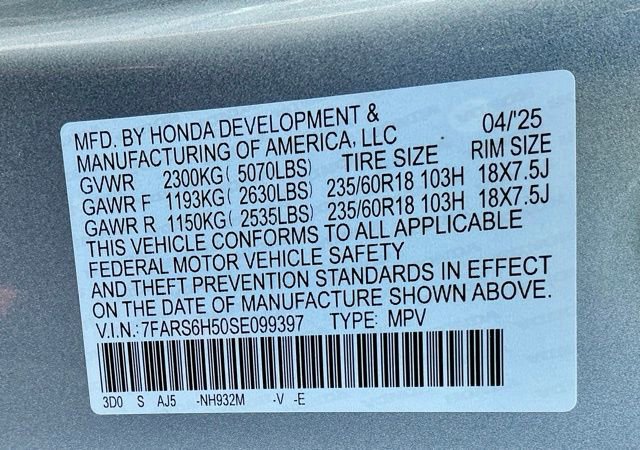 MFD. BY HONDA DEVELOPMENT &
MANUFACTURING OF AMERICA, LLC 04/'25
GVWR 2300KG( 5070LBS) TIRE SIZE RIM SIZE
GAWR F 1193KG( 2630LBS) 235/60R18 103H 18X7.5J
GAWR R 1150KG( 2535LBS) 235/60R18 103H 18X7.5J
THIS VEHICLE CONFORMS TO ALL APPLICABLE
FEDERAL MOTOR VEHICLE SAFETY
AND THEFT PREVENTION STANDARDS IN EFFECT
ON THE DATE OF MANUFACTURE SHOWN ABOVE.
V.I.N.:7FARS6H50SE099397 TYPE: MPV
3D0 S AJ5 -NH932M -V -E